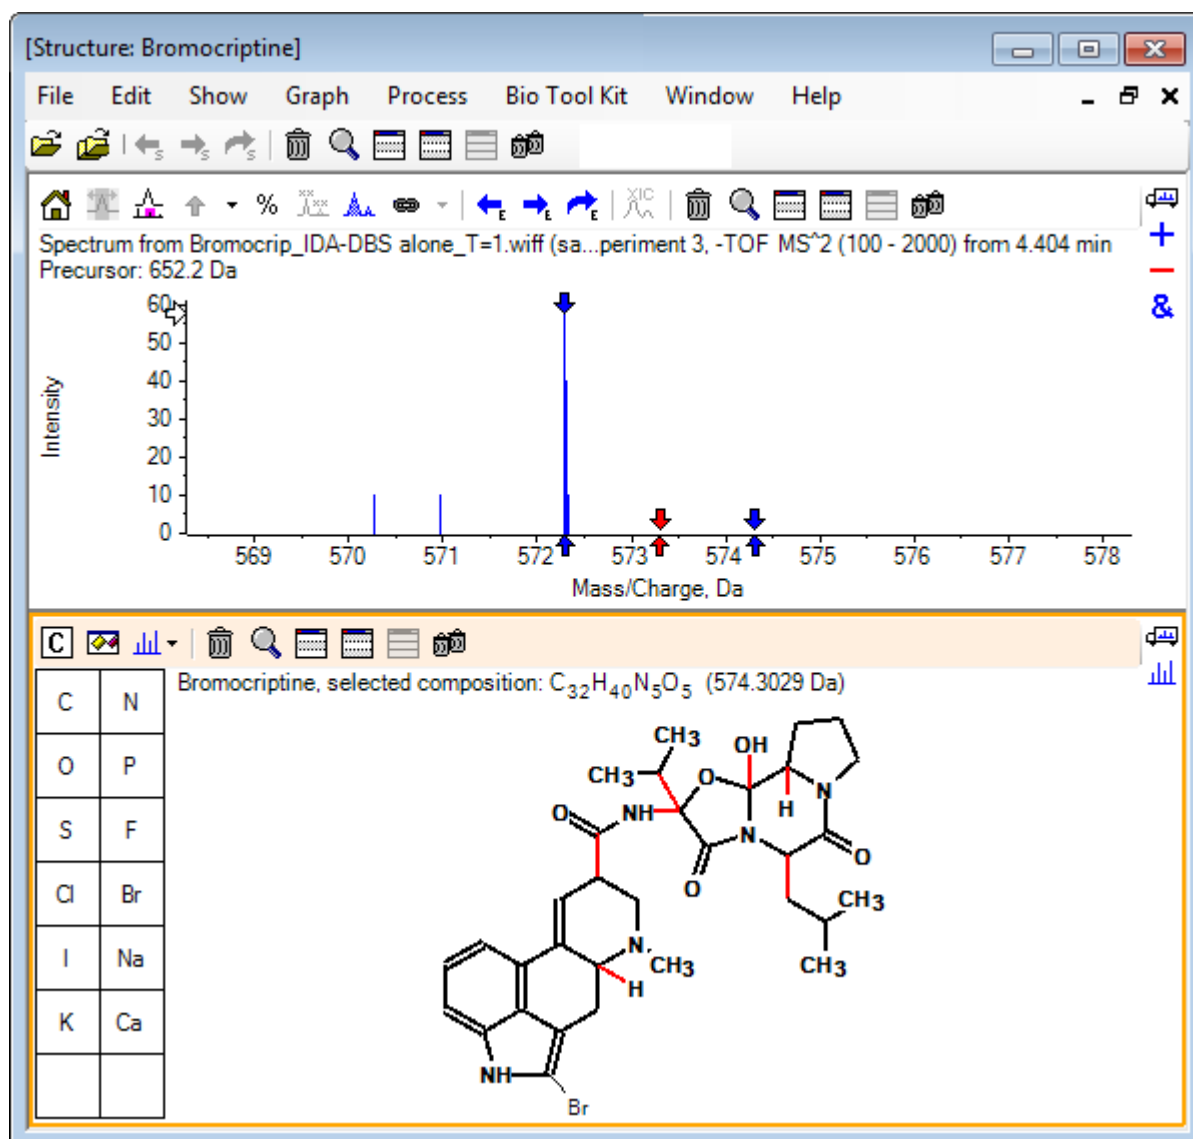 [Structure: Bromocriptine]
File Edit Show Graph Process Bio Tool Kit Window Help
S S S
% E E E XIC
Spectrum from Bromocrip_IDA-DBS alone_T=1.wiff (sa...periment 3, -TOF MS^2 (100 - 2000) from 4.404 min
Precursor: 652.2 Da
+
&
60
50
40
30
20
10
0
Intensity
569 570 571 572 573 574 575 576 577 578
Mass/Charge, Da
C
Bromocriptine, selected composition: C32H40N5O5 (574.3029 Da)
C N
O P
S F
Cl Br
I Na
K Ca
CH3
OH
CH3
O
N
H
O
NH
N
O
O
CH3
N
CH3
CH3
H
NH
Br